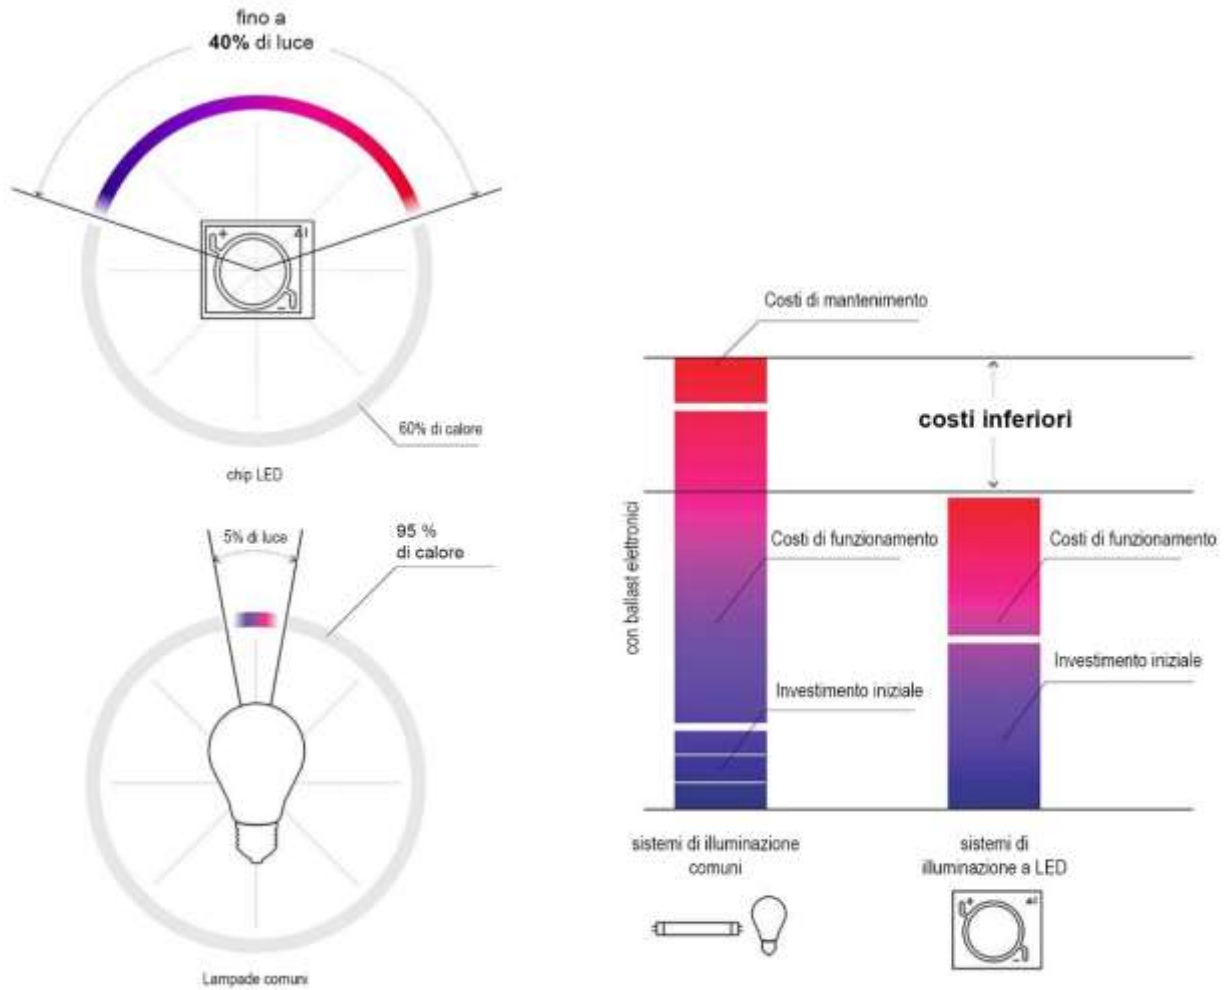 fino a
40% di luce
60% di calore
chip LED
5% di luce
95 %
di calore
Lampade comuni
Costi di mantenimento
costi inferiori
con ballast elettronici
Costi di funzionamento
Costi di funzionamento
Investimento iniziale
Investimento iniziale
sistemi di illuminazione
comuni
sistemi di
illuminazione a LED